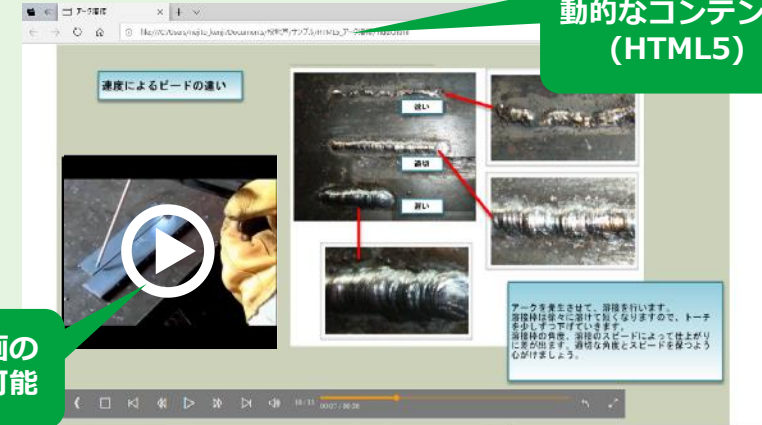 アーク溶接
動的なコンテン
(HTML5)
速度によるビードの違い
速い
適切
遅い
画の
可能
アークを発生させて、溶接を行います。
溶接棒は徐々に溶けて短くなりますので、トーチ
を少しずつ下げていきます。
溶接棒の角度、溶接のスピードによって仕上がり
に差が出ます。適切な角度とスピードを保つよう
心がけましょう。